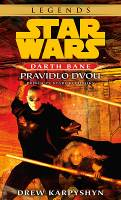 LEGENDS
STAR
WARS
DARTH BANE
PRAVIDLO DVOU
DREW KARPYSHYN